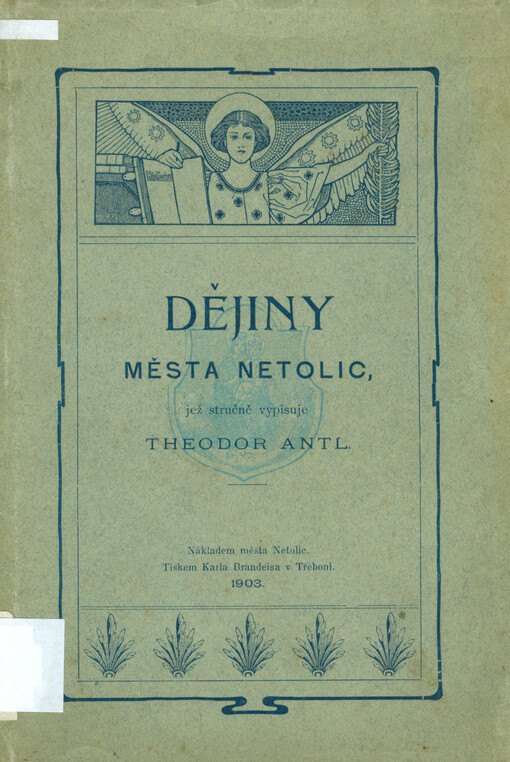 DĚJINY
MĚSTA NETOLIC,
jež stručně vypisuje
THEODOR ANTL.
Nákladem města Netolic.
Tiskem Karla Brandeisa v Třeboni.
1903.